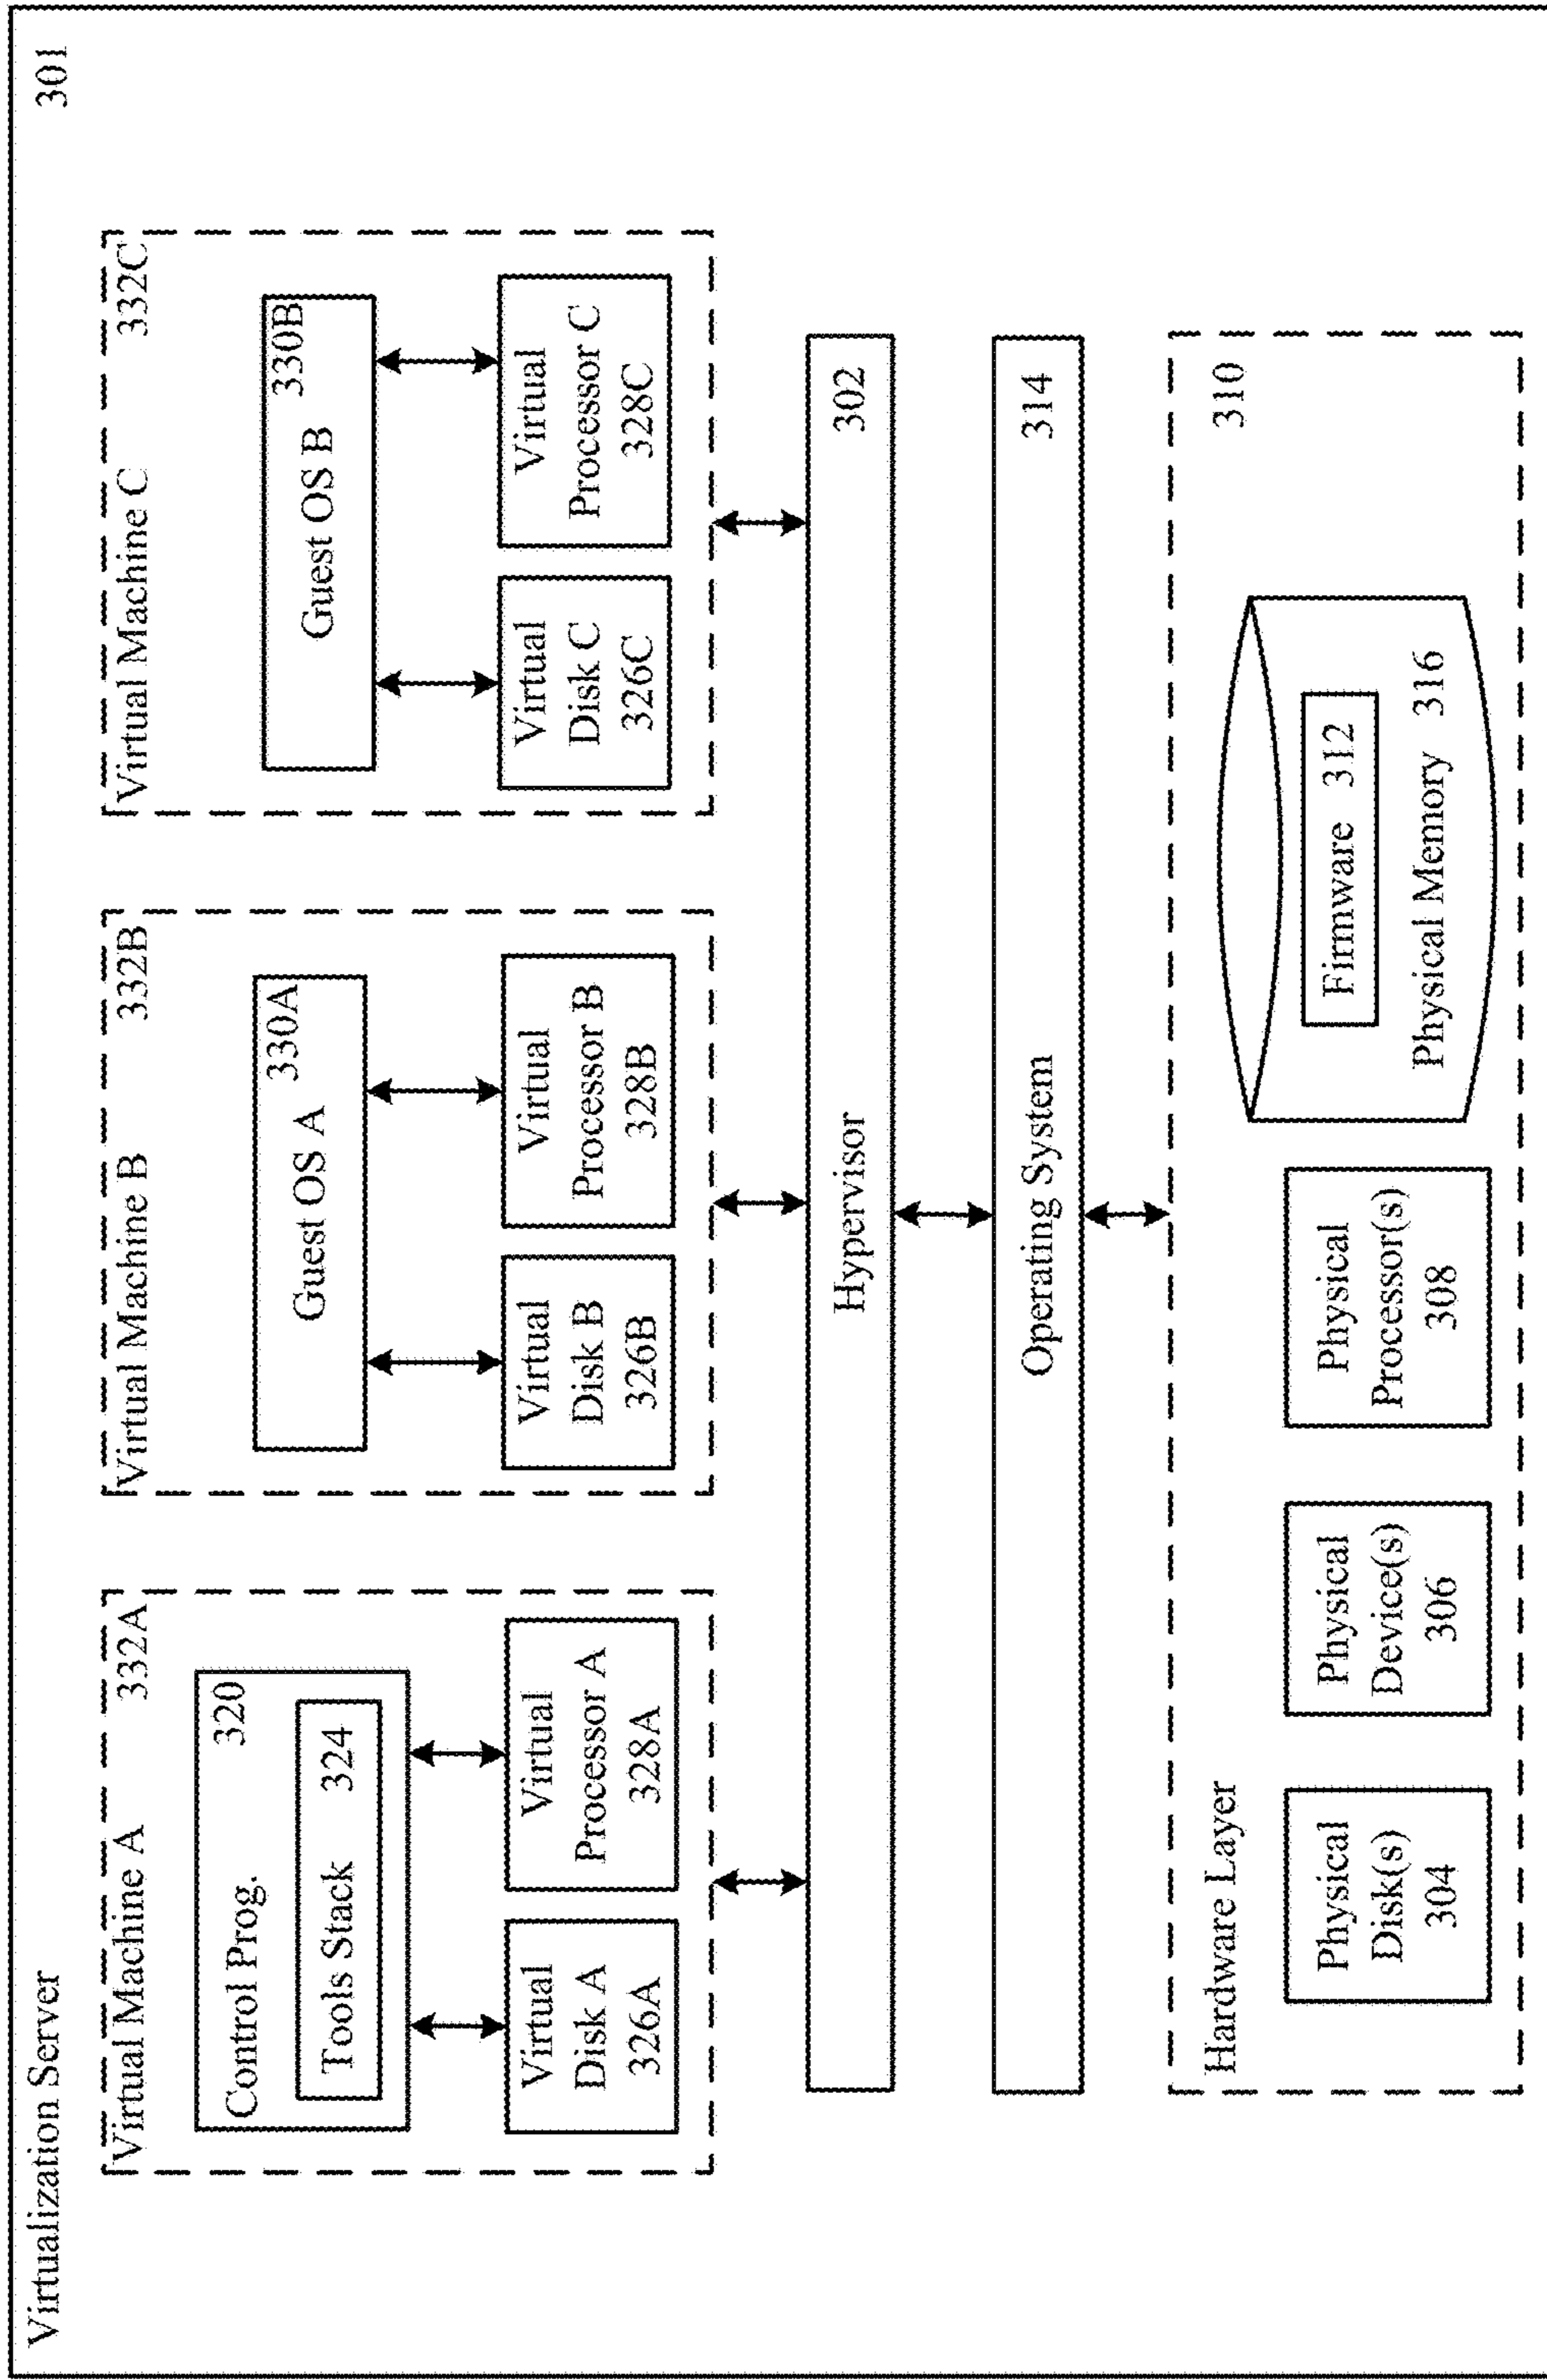 Virtualization Server
301
Virtual Machine A
332A
Control Prog.
320
Tools Stack
324
Virtual
Disk A
326A
Virtual
Processor A
328A
Virtual Machine B
332B
Guest OS A
330A
Virtual
Disk B
326B
Virtual
Processor B
328B
Virtual Machine C
332C
Guest OS B
330B
Virtual
Disk C
326C
Virtual
Processor C
328C
Hypervisor
302
Operating System
314
Hardware Layer
310
Physical
Disk(s)
304
Physical
Device(s)
306
Physical
Processor(s)
308
Firmware 312
Physical Memory 316